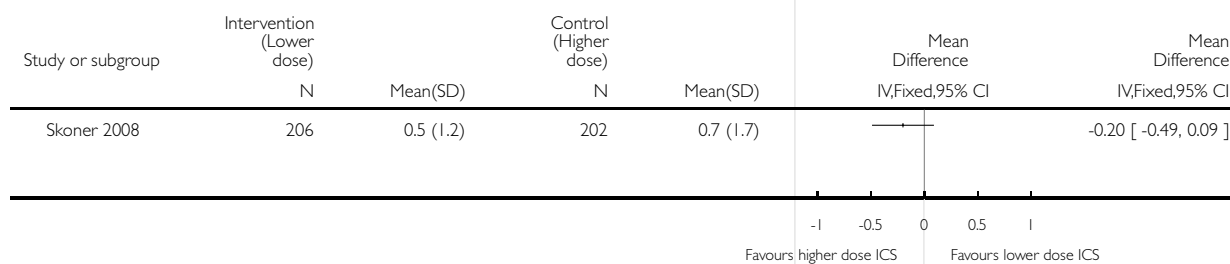 Study or subgroup
Intervention
(Lower
dose)
Control
(Higher
dose)
Mean
Difference
Mean
Difference
N Mean(SD) N Mean(SD) IV,Fixed,95% CI IV,Fixed,95% CI
Skoner 2008 206 0.5 (1.2) 202 0.7 (1.7) -0.20 [ -0.49, 0.09 ]
-1 -0.5 0 0.5 1
Favours higher dose ICS Favours lower dose ICS